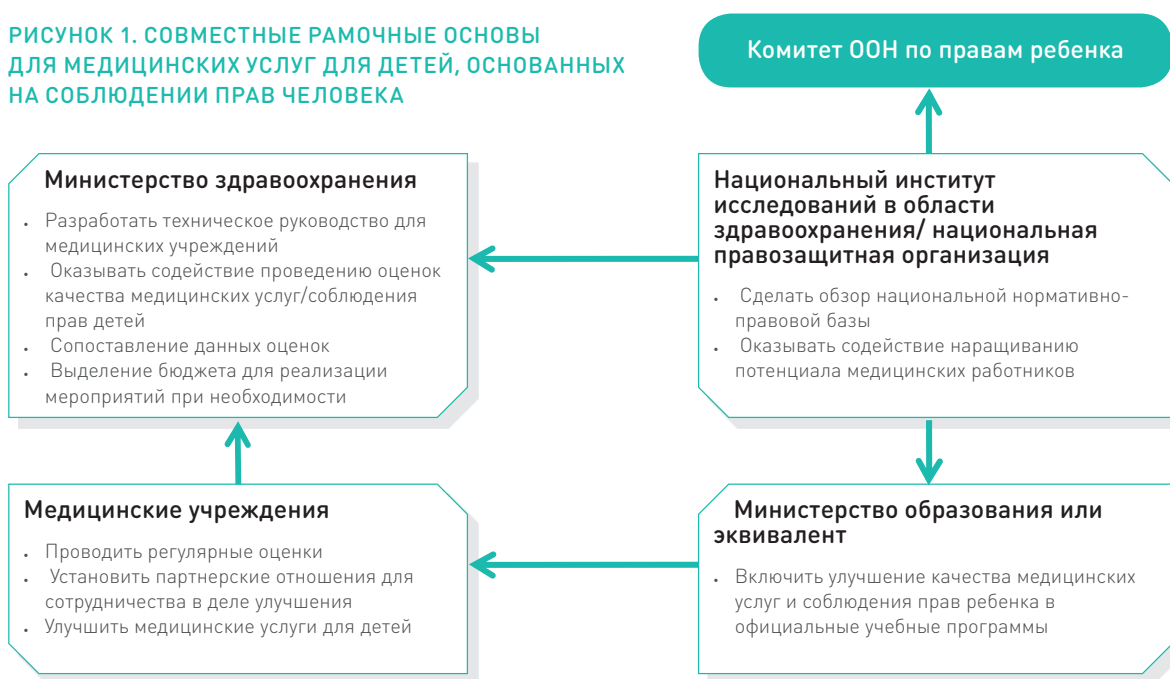 РИСУНОК 1. СОВМЕСТНЫЕ РАМОЧНЫЕ ОСНОВЫ
ДЛЯ МЕДИЦИНСКИХ УСЛУГ ДЛЯ ДЕТЕЙ, ОСНОВАННЫХ
НА СОБЛЮДЕНИИ ПРАВ ЧЕЛОВЕКА
Комитет ООН по правам ребенка
Министерство здравоохранения
• Разработать техническое руководство для
медицинских учреждений
• Оказывать содействие проведению оценок
качества медицинских услуг/соблюдения
прав детей
• Сопоставление данных оценок
• Выделение бюджета для реализации
мероприятий при необходимости
Национальный институт
исследований в области
здравоохранения/ национальная
правозащитная организация
• Сделать обзор национальной нормативно-
правовой базы
• Оказывать содействие наращиванию
потенциала медицинских работников
Медицинские учреждения
• Проводить регулярные оценки
• Установить партнерские отношения для
сотрудничества в деле улучшения
• Улучшить медицинские услуги для детей
Министерство образования или
эквивалент
• Включить улучшение качества медицинских
услуг и соблюдения прав ребенка в
официальные учебные программы